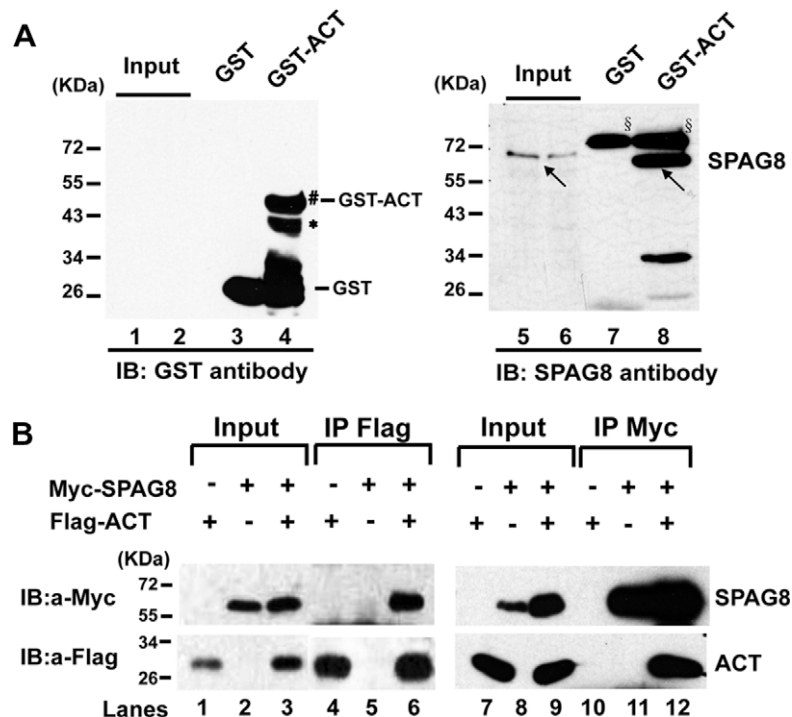 A
Input
GST
GST-ACT
(KDa)
72
55
43
34
26
#
GST-ACT
*
GST
1 2 3 4
IB: GST antibody
Input
GST
GST-ACT
(KDa)
72
55
43
34
26
§
§
SPAG8
5 6 7 8
IB: SPAG8 antibody
B
Input IP Flag Input IP Myc
Myc-SPAG8 - + + - + + - + + - + +
Flag-ACT + - + + - + + - + + - +
(KDa)
IB:a-Myc 72 SPAG8
55
IB:a-Flag 34 ACT
26
Lanes 1 2 3 4 5 6 7 8 9 10 11 12